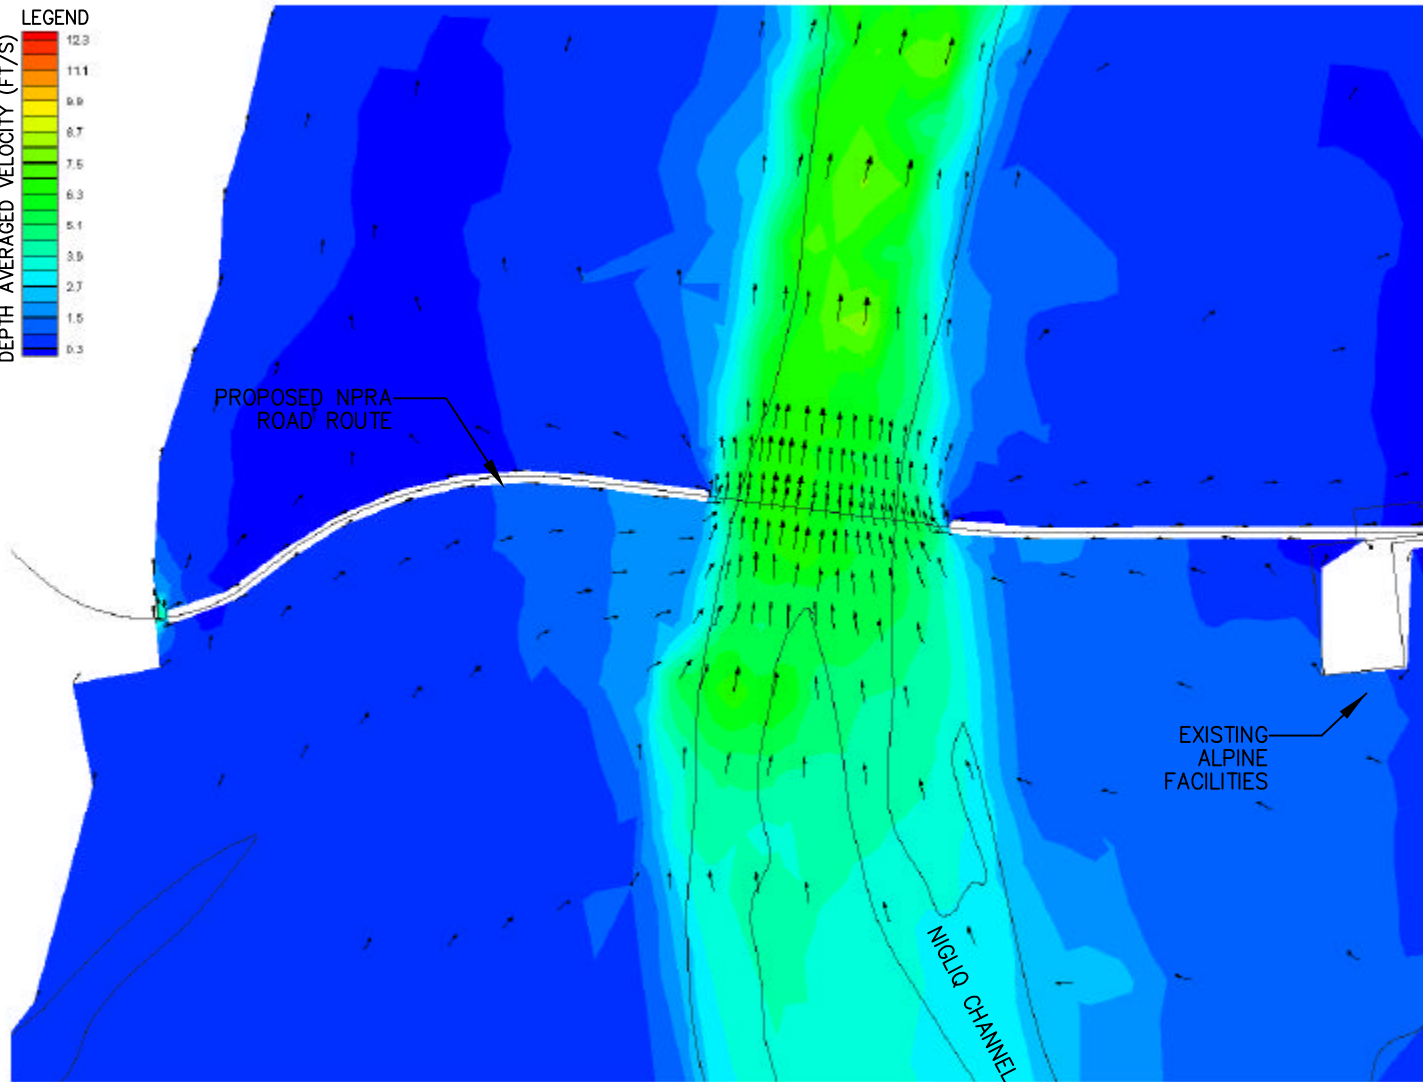 LEGEND
DEPTH AVERAGED VELOCITY (FT/S)
12.3
11.1
9.9
8.7
7.5
6.3
5.1
3.9
2.7
1.5
0.3
PROPOSED NPRA
ROAD ROUTE
EXISTING
ALPINE
FACILITIES
NIGLIQ CHANNEL